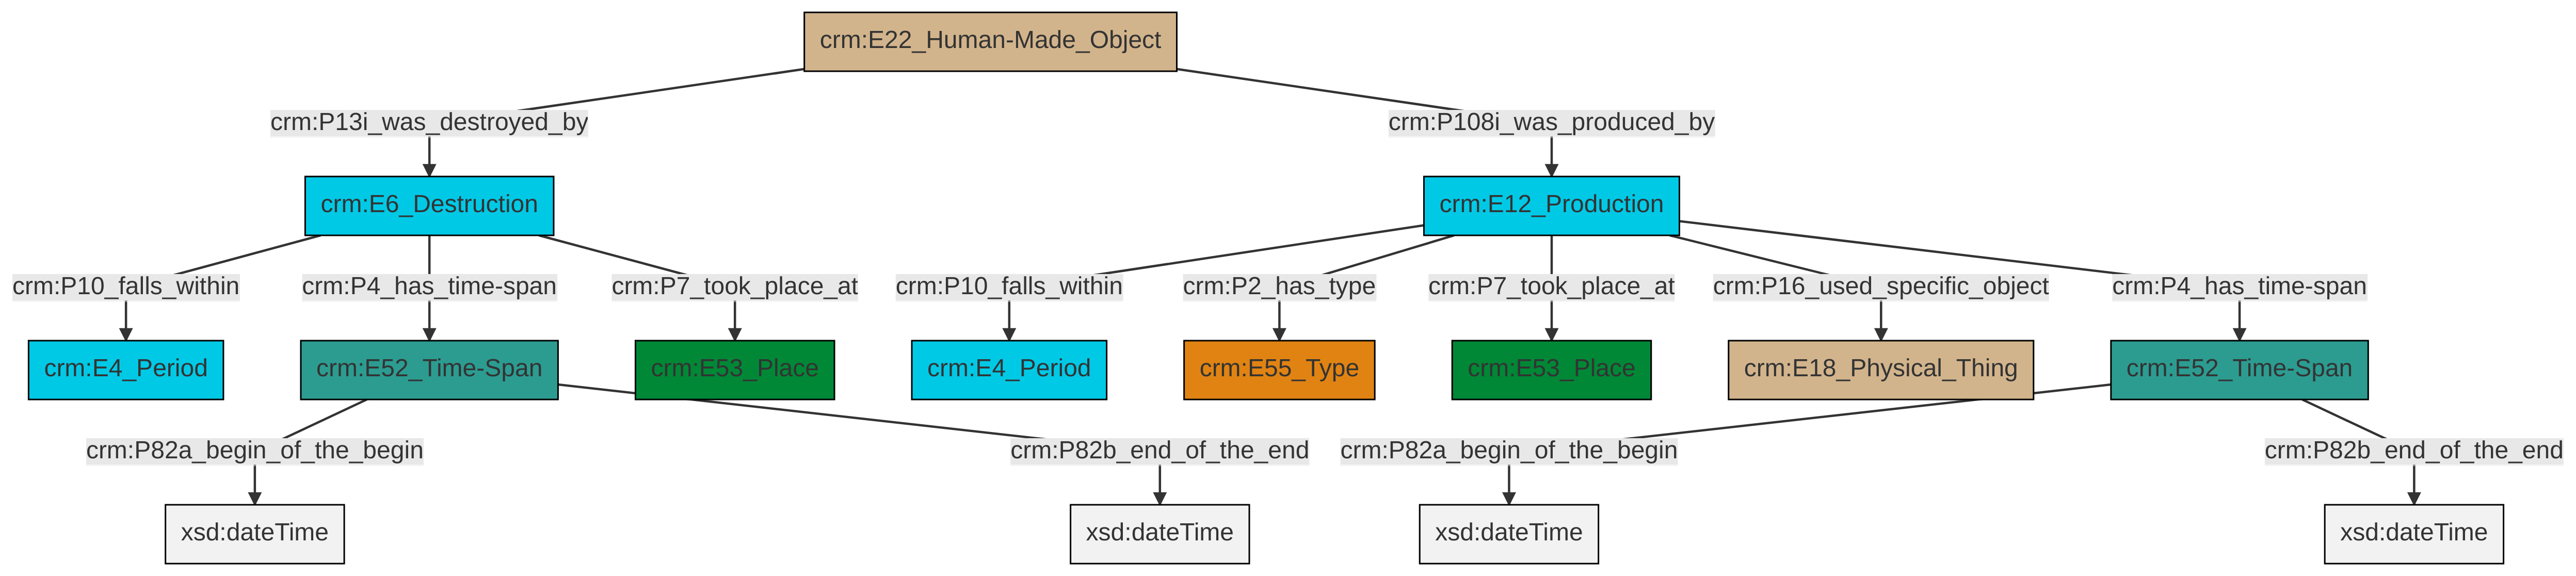 crm:E22_Human-Made_Object
crm:P13i_was_destroyed_by
crm:P108i_was_produced_by
crm:E6_Destruction
crm:E12_Production
crm:P10_falls_within
crm:P4_has_time-span
crm:P7_took_place_at
crm:P10_falls_within
crm:P2_has_type
crm:P7_took_place_at
crm:P16_used_specific_object
crm:P4_has_time-span
crm:E4_Period
crm:E52_Time-Span
crm:E53_Place
crm:E4_Period
crm:E55_Type
crm:E53_Place
crm:E18_Physical_Thing
crm:E52_Time-Span
crm:P82a_begin_of_the_begin
crm:P82b_end_of_the_end
crm:P82a_begin_of_the_begin
crm:P82b_end_of_the_end
xsd:dateTime
xsd:dateTime
xsd:dateTime
xsd:dateTime